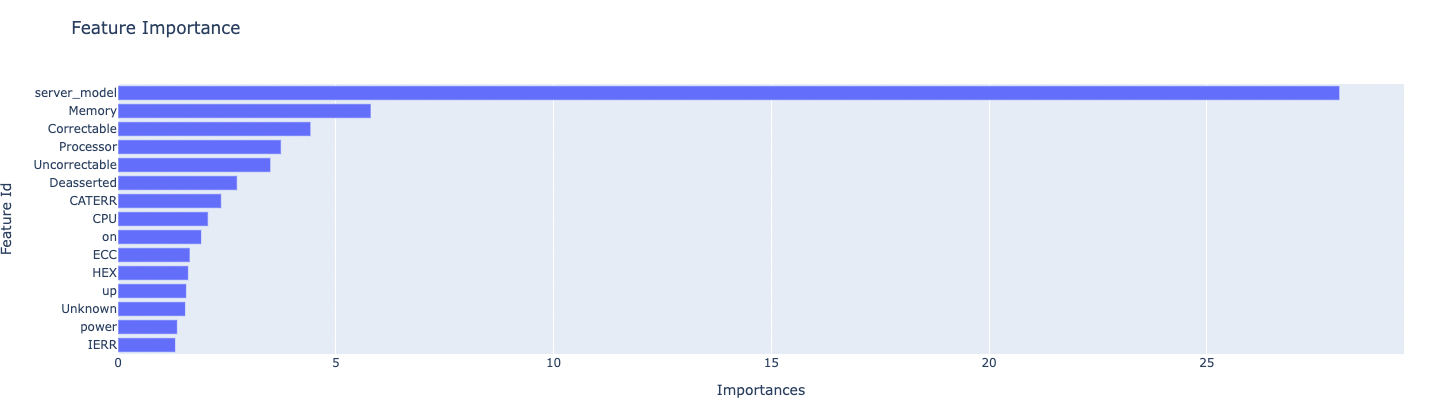 Feature Importance
Feature Id
server_model
Memory
Correctable
Processor
Uncorrectable
Deasserted
CATERR
CPU
on
ECC
HEX
up
Unknown
power
IERR
0 5 10 15 20 25
Importances